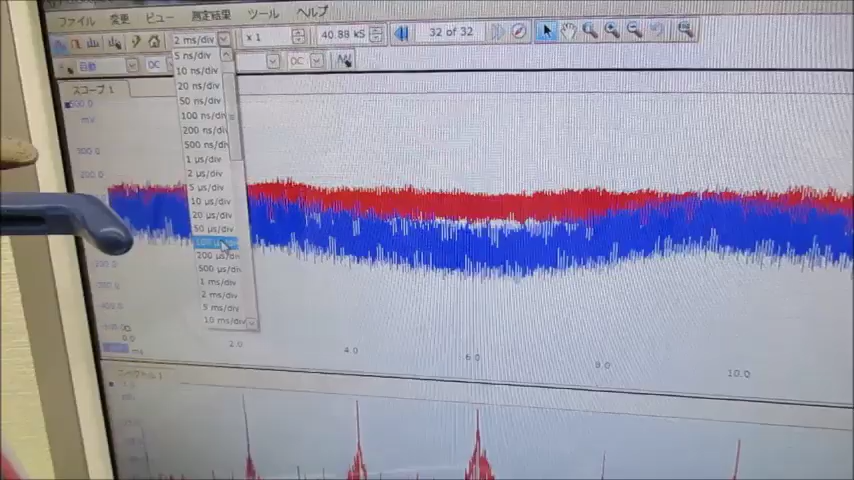 ファイル 変更 ビュー 測定結果 ツール ヘルプ
2 ms/div x 1 40.88 kS 32 of 32
自動 DC DC
スコープ 1
5 ns/div
10 ns/div
20 ns/div
50 ns/div
100 ns/div
200 ns/div
500 ns/div
1 µs/div
2 µs/div
5 µs/div
10 µs/div
20 µs/div
50 µs/div
200 µs/div
500 µs/div
1 ms/div
2 ms/div
5 ms/div
10 ms/div
mV
200.0
0.0
ms
2.0
4.0
6.0
10.0